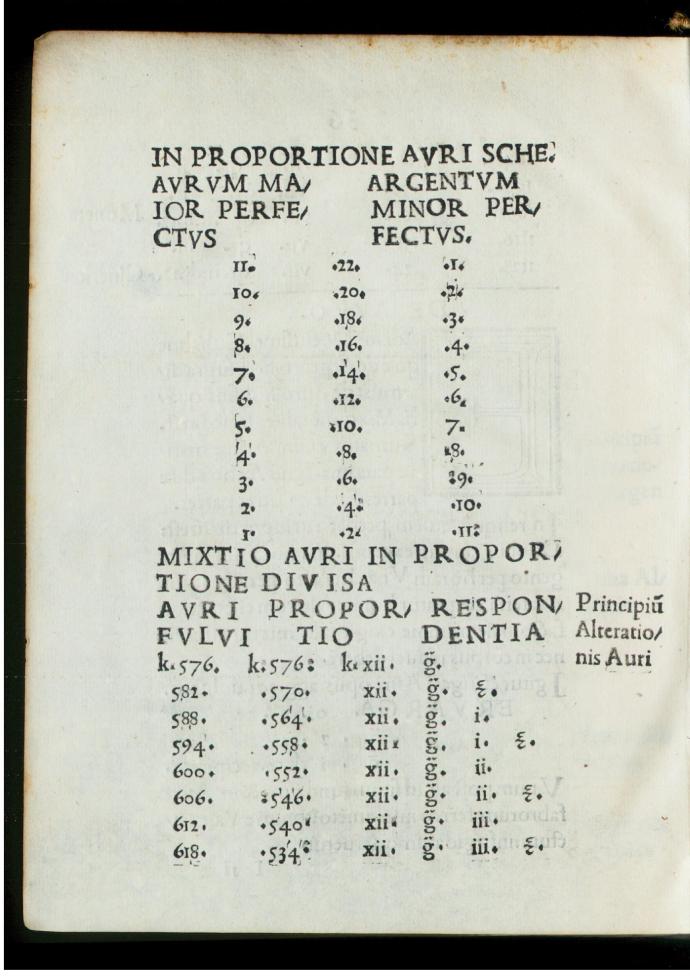 IN PROPORTIONE AVRI SCHE.
AVRVM MA/ ARGENTVM
IOR PERFE/ MINOR PER/
CTVS FECTVS.
11. .22. .1.
10. .20. .2.
9. .18. .3.
8. .16. .4.
7. .14. .5.
6. .12. .6.
5. .10. 7.
4. .8. .8.
3. .6. .9.
2. .4. .10.
1. .2. .11.
MIXTIO AVRI IN PROPOR/
TIONE DIVISA
AVRI PROPOR/ RESPON/ Principiū
FVLVI TIO DENTIA Alteratio/
k.576. k.576. k.xii. g. nis Auri
582. .570. xii. g. ξ.
588. .564. xii. g. i.
594. .558. xii. g. i. ξ.
600. .552. xii. g. ii.
606. .546. xii. g. ii. ξ.
612. .540. xii. g. iii.
618. .534. xii. g. iii. ξ.